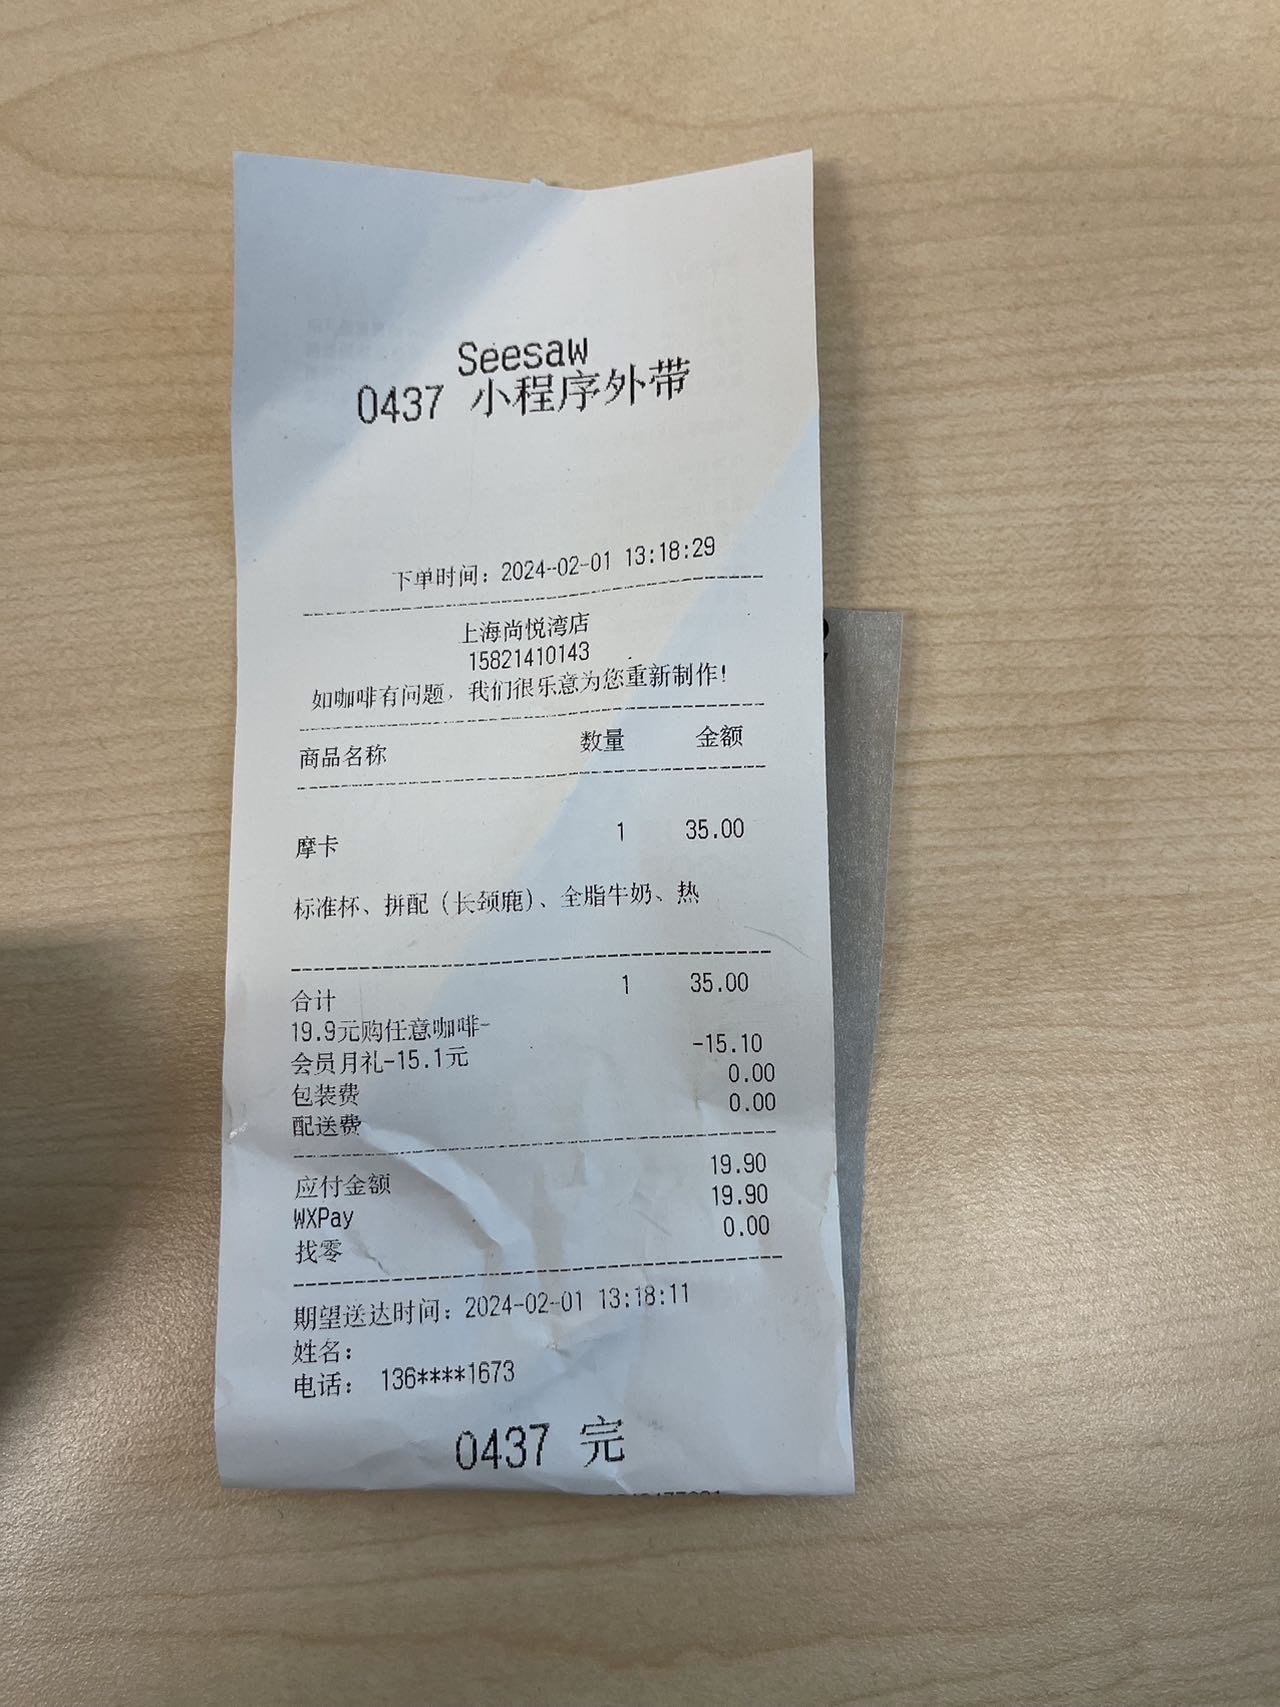 Seesaw
0437 小程序外带
下单时间：2024-02-01 13:18:29
上海尚悦湾店
15821410143
如咖啡有问题，我们很乐意为您重新制作！
商品名称 数量 金额
摩卡 1 35.00
标准杯、拼配（长颈鹿）、全脂牛奶、热
合计 1 35.00
19.9元购任意咖啡-
会员月礼-15.1元 -15.10
包装费 0.00
配送费 0.00
应付金额 19.90
WXPay 19.90
找零 0.00
期望送达时间：2024-02-01 13:18:11
姓名：
电话： 136****1673
0437 完